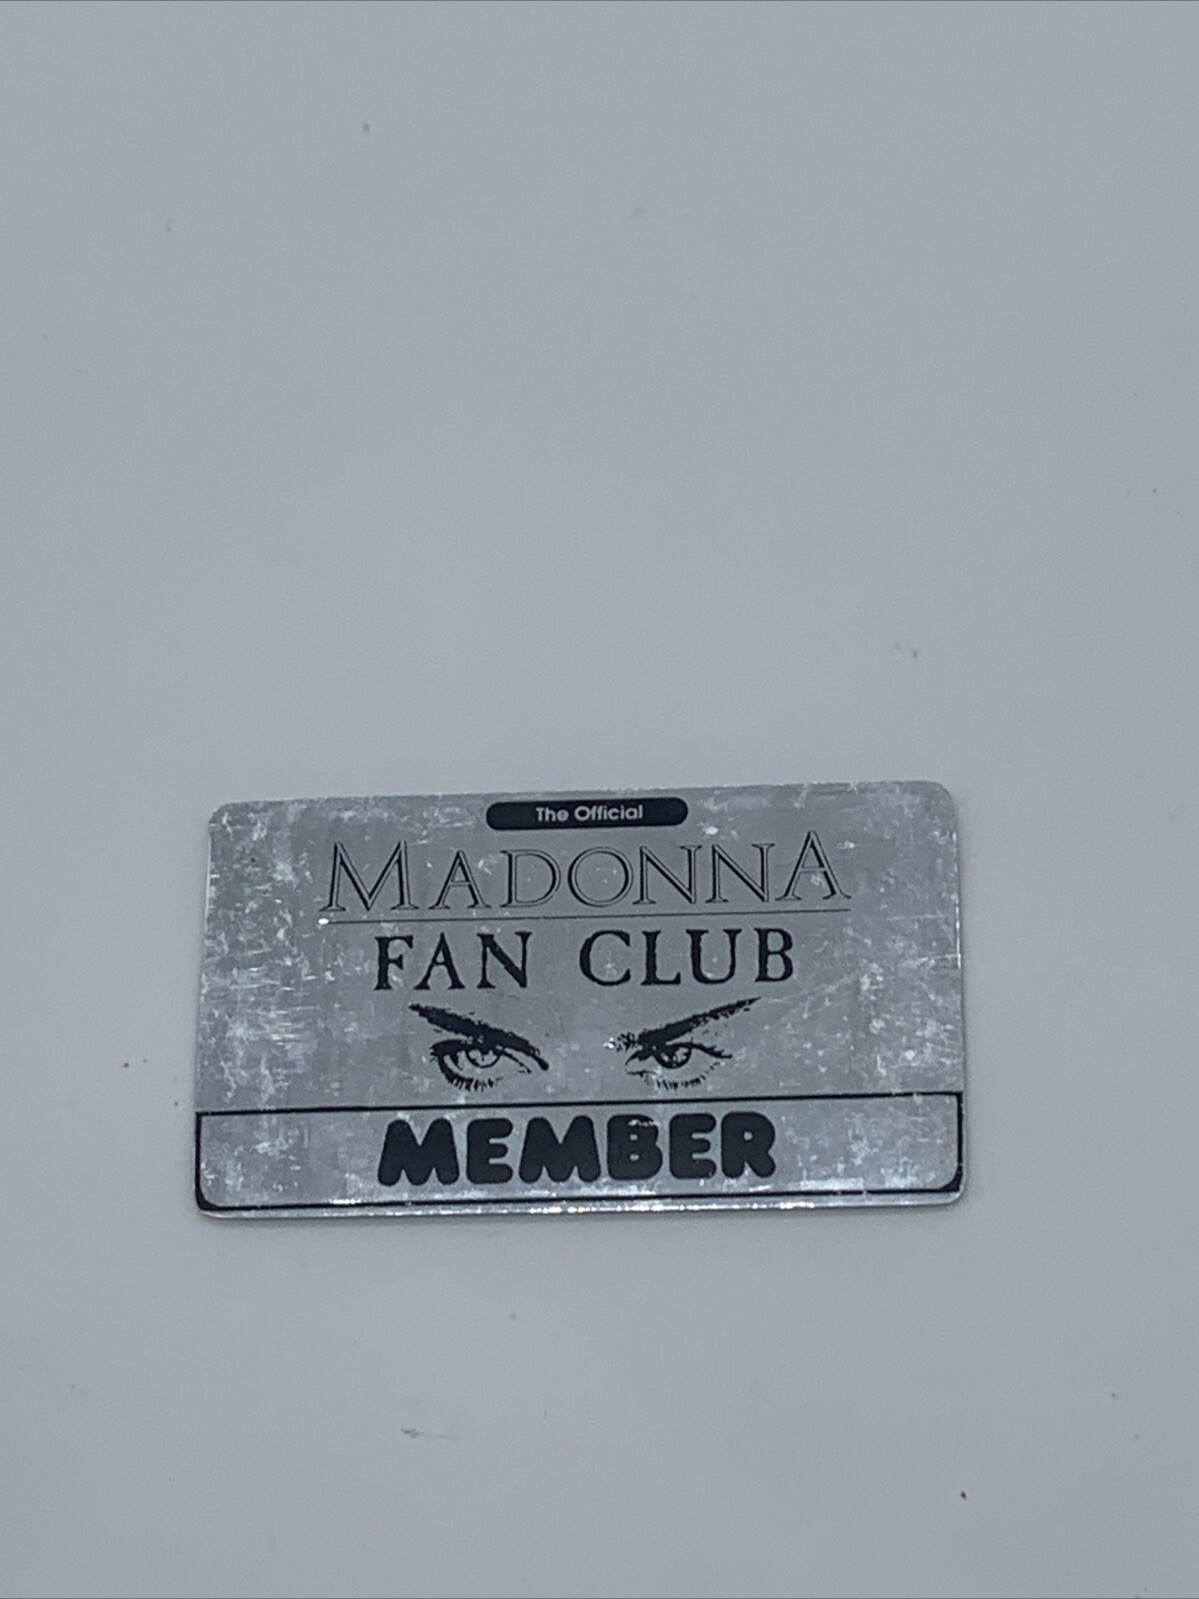 The Official
MADONNA
FAN CLUB
MEMBER